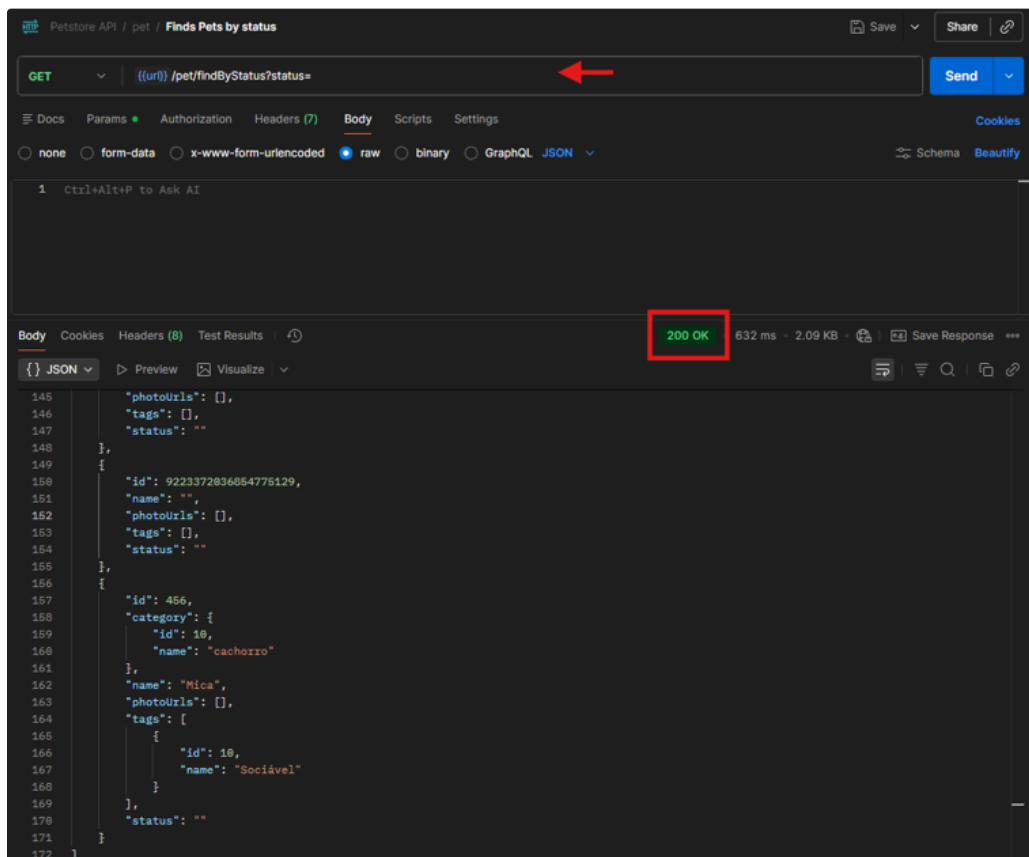 HTTP Petstore API / pet / Finds Pets by status Save Share
GET {{url}} /pet/findByStatus?status= Send
Docs Params Authorization Headers (7) Body Scripts Settings Cookies
none form-data x-www-form-urlencoded raw binary GraphQL JSON Schema Beautify
1 Ctrl+Alt+P to Ask AI
Body Cookies Headers (8) Test Results 200 OK 632 ms 2.09 KB Save Response
{} JSON Preview Visualize
145 "photoUrls": [],
146 "tags": [],
147 "status": ""
148 },
149 {
150 "id": 9223372036854775129,
151 "name": "",
152 "photoUrls": [],
153 "tags": [],
154 "status": ""
155 },
156 {
157 "id": 456,
158 "category": {
159 "id": 10,
160 "name": "cachorro"
161 },
162 "name": "Mica",
163 "photoUrls": [],
164 "tags": [
165 {
166 "id": 10,
167 "name": "Sociável"
168 }
169 ],
170 "status": ""
171 }
172 ]